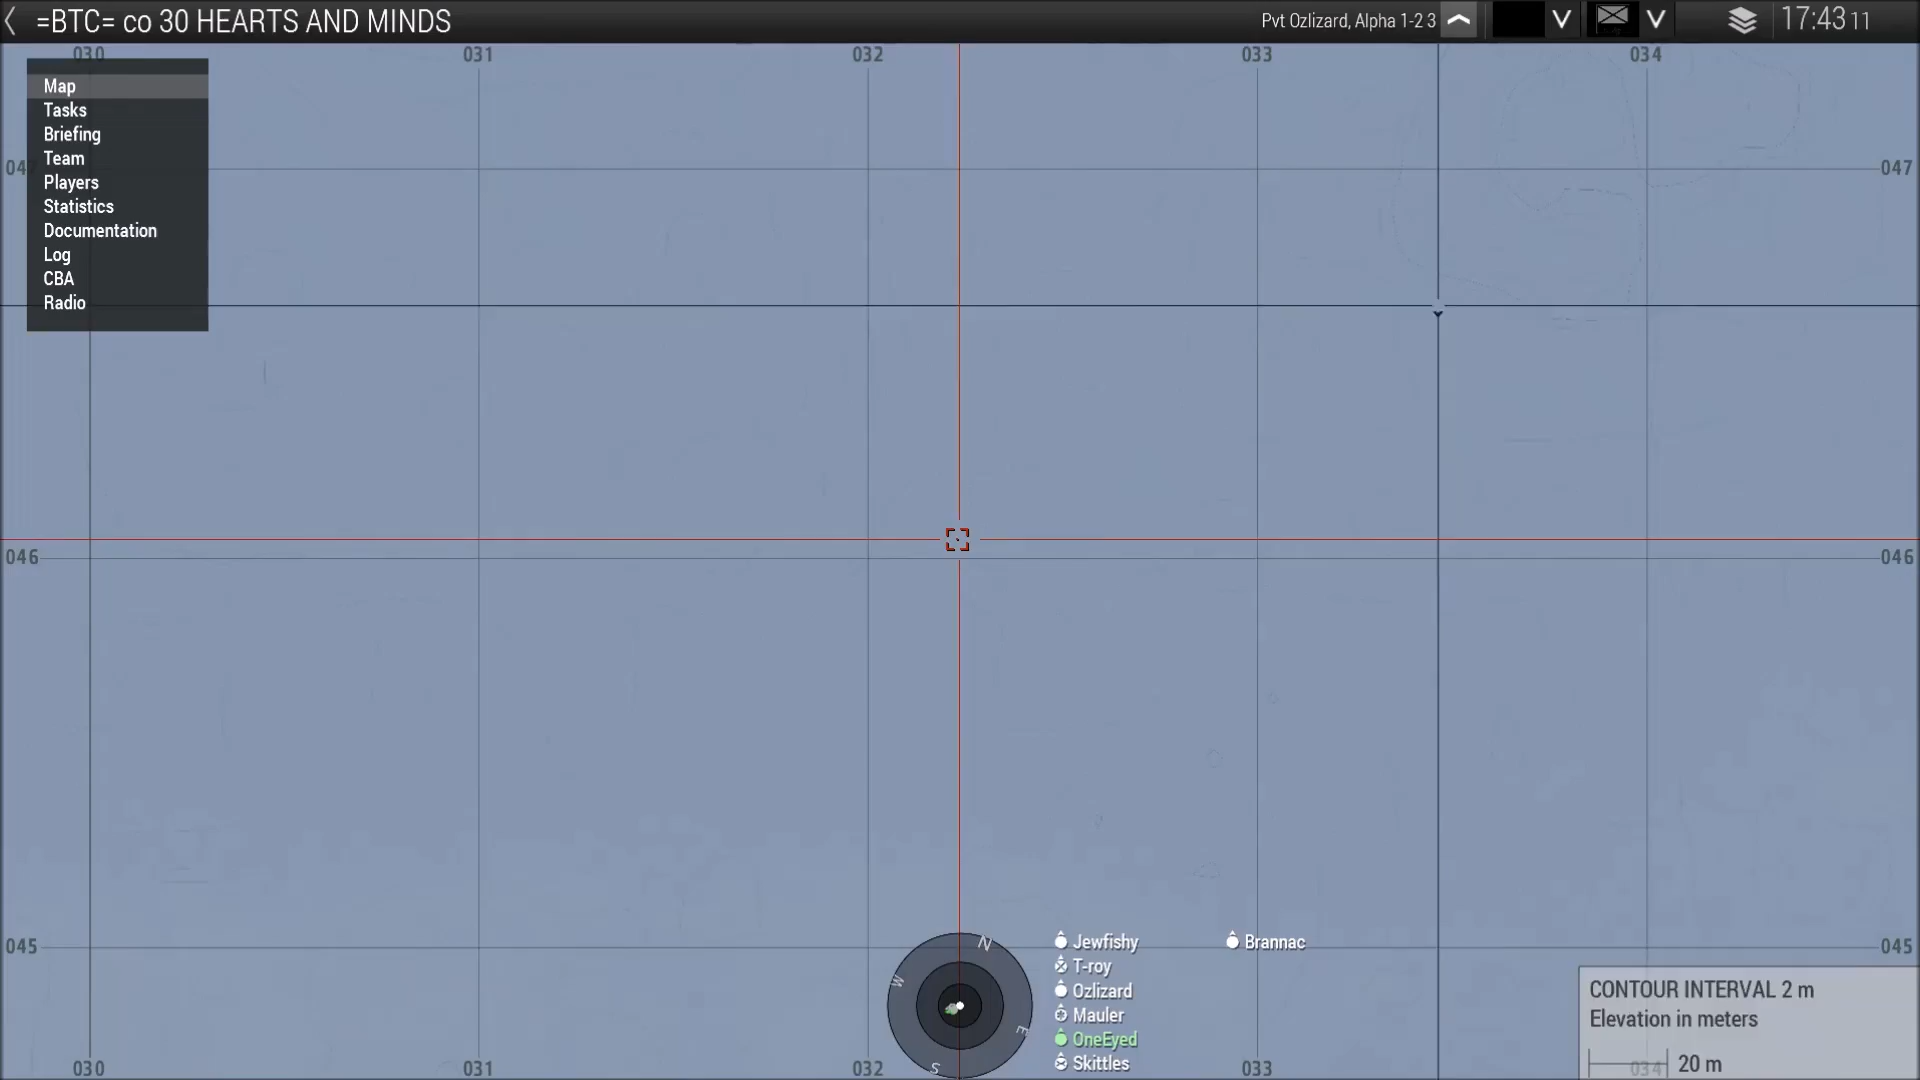 =BTC= co 30 HEARTS AND MINDS
Pvt Ozlizard, Alpha 1-2 3
17:43 11
030 031 032 033 034
Map
Tasks
Briefing
Team
Players
Statistics
Documentation
Log
CBA
Radio
047 047
046 046
045 045
N
W
E
S
Jewfishy
T-roy
Ozlizard
Mauler
OneEyed
Skittles
Brannac
CONTOUR INTERVAL 2 m
Elevation in meters
20 m
030 031 032 033 034